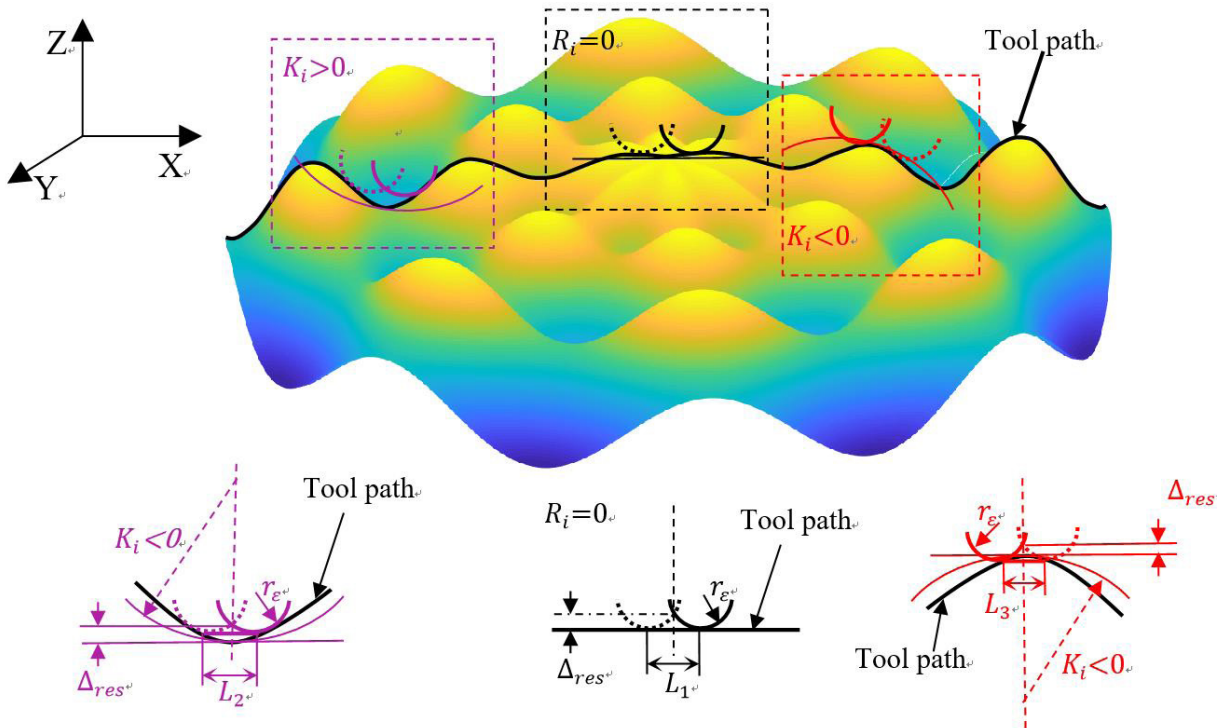 Z
X
Y
K_i>0
R_i=0
K_i<0
Tool path
K_i<0
r_ε
Tool path
Δ_res
L_2
R_i=0
Tool path
r_ε
Δ_res
L_1
Δ_res
r_ε
L_3
Tool path
K_i<0